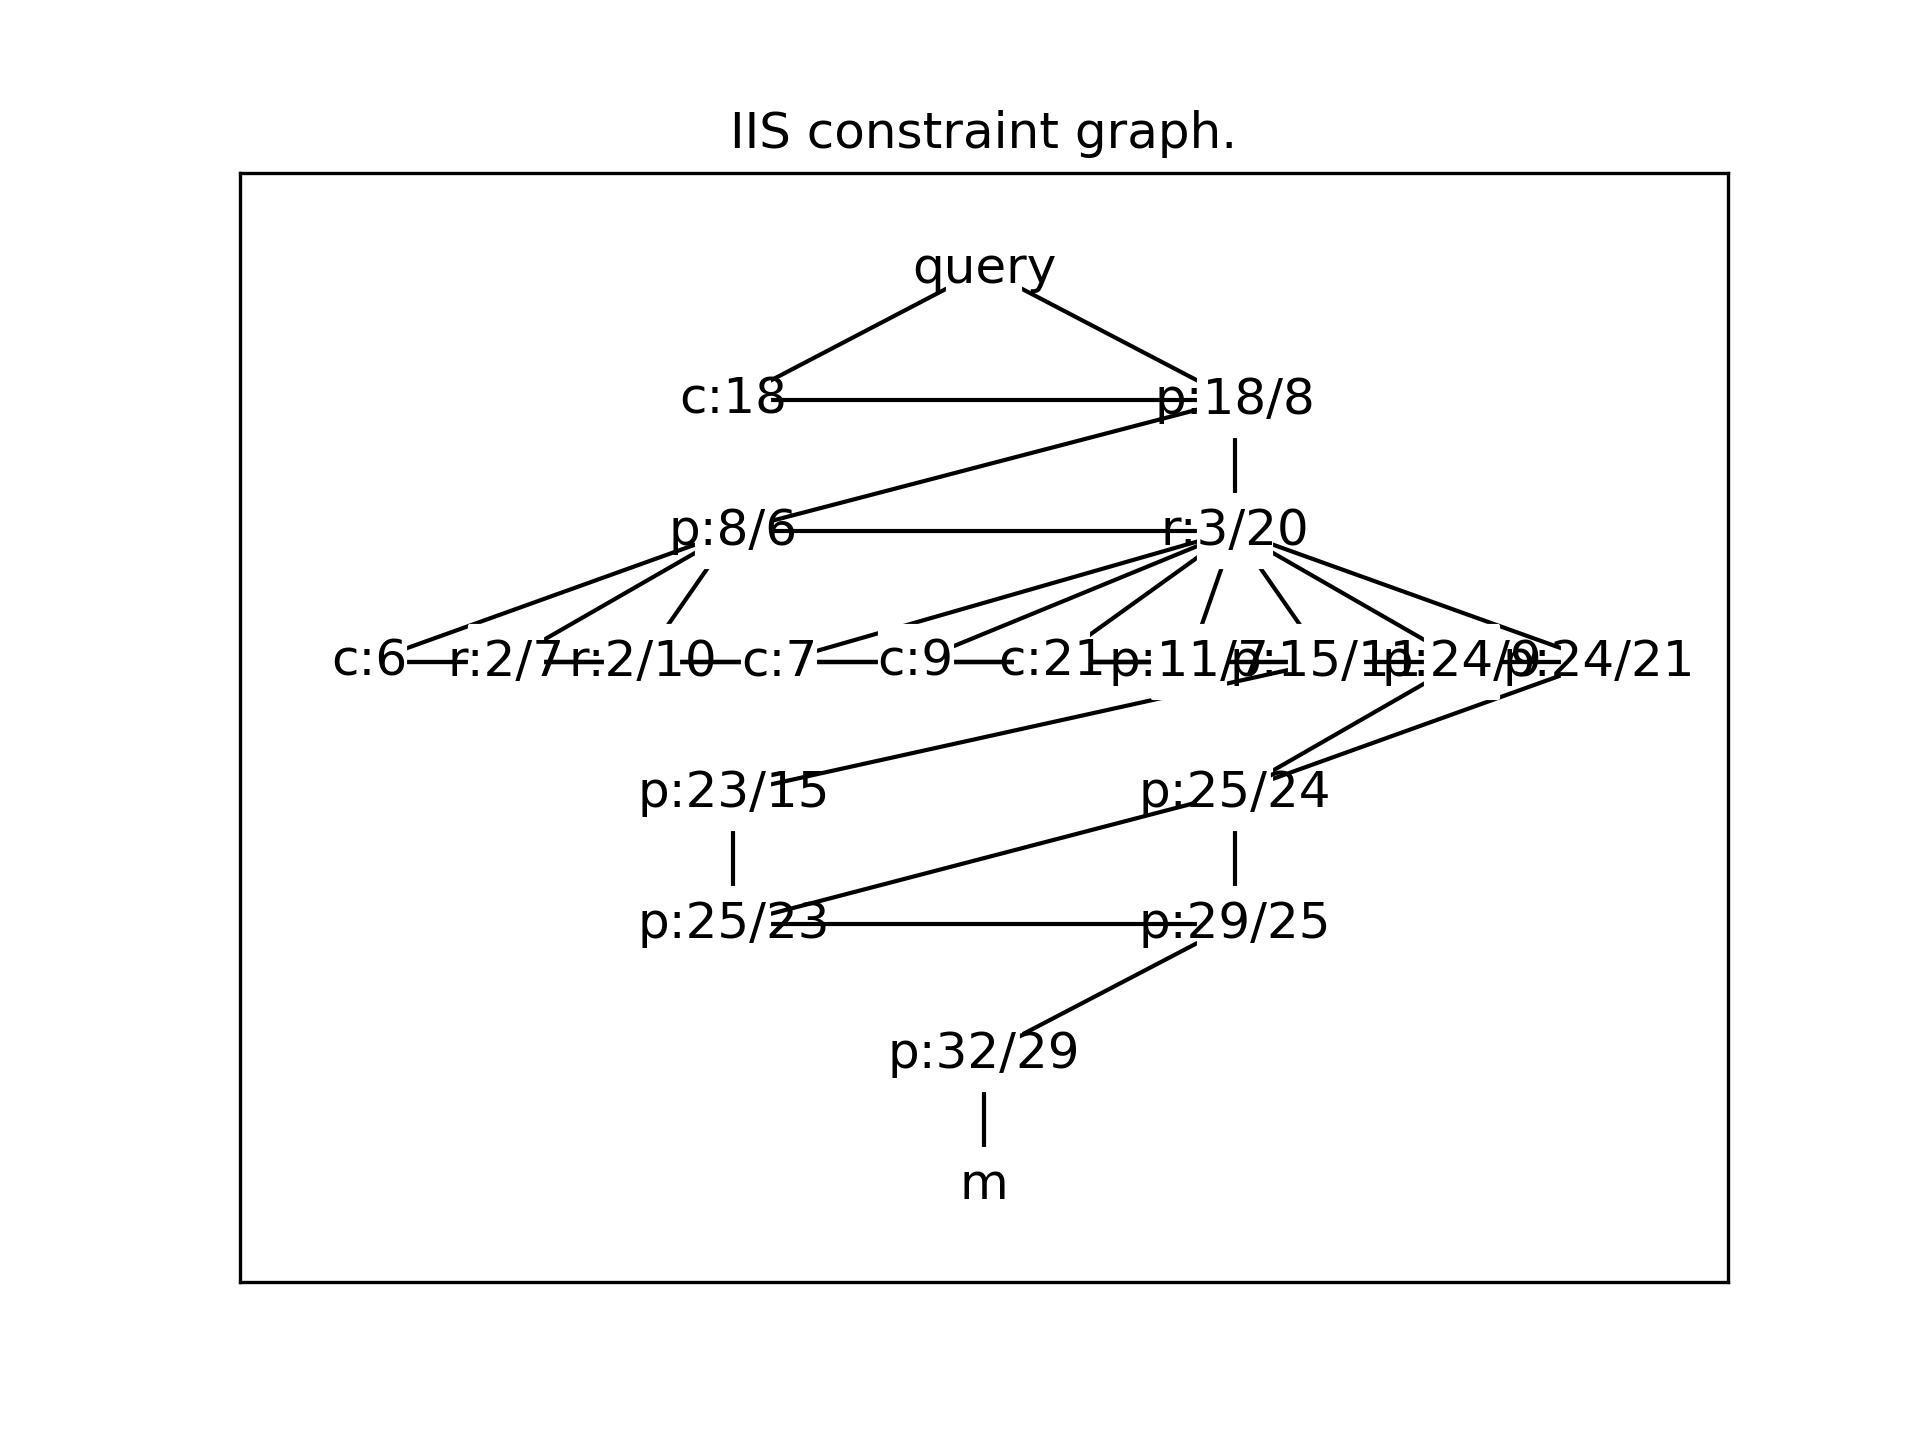 IIS constraint graph.
query
c:18 p:18/8
p:8/6 r:3/20
c:6 r:2/7 r:2/10 c:7 c:9 c:21 p:11/7 p:15/11 p:24/9 p:24/21
p:23/15 p:25/24
p:25/23 p:29/25
p:32/29
m